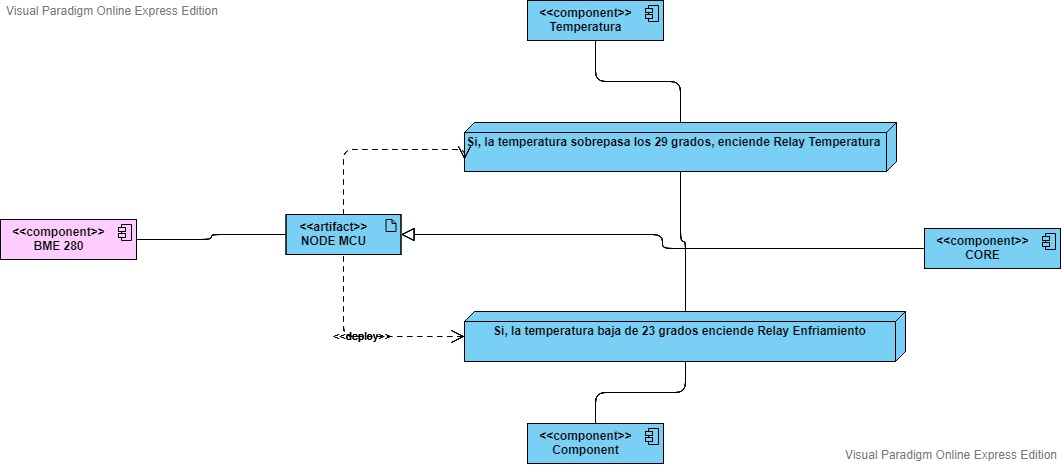 Visual Paradigm Online Express Edition
<<component>>
Temperatura
Si, la temperatura sobrepasa los 29 grados, enciende Relay Temperatura
<<artifact>>
NODE MCU
<<component>>
BME 280
<<component>>
CORE
Si, la temperatura baja de 23 grados enciende Relay Enfriamiento
<<deploy>>
<<component>>
Component
Visual Paradigm Online Express Edition